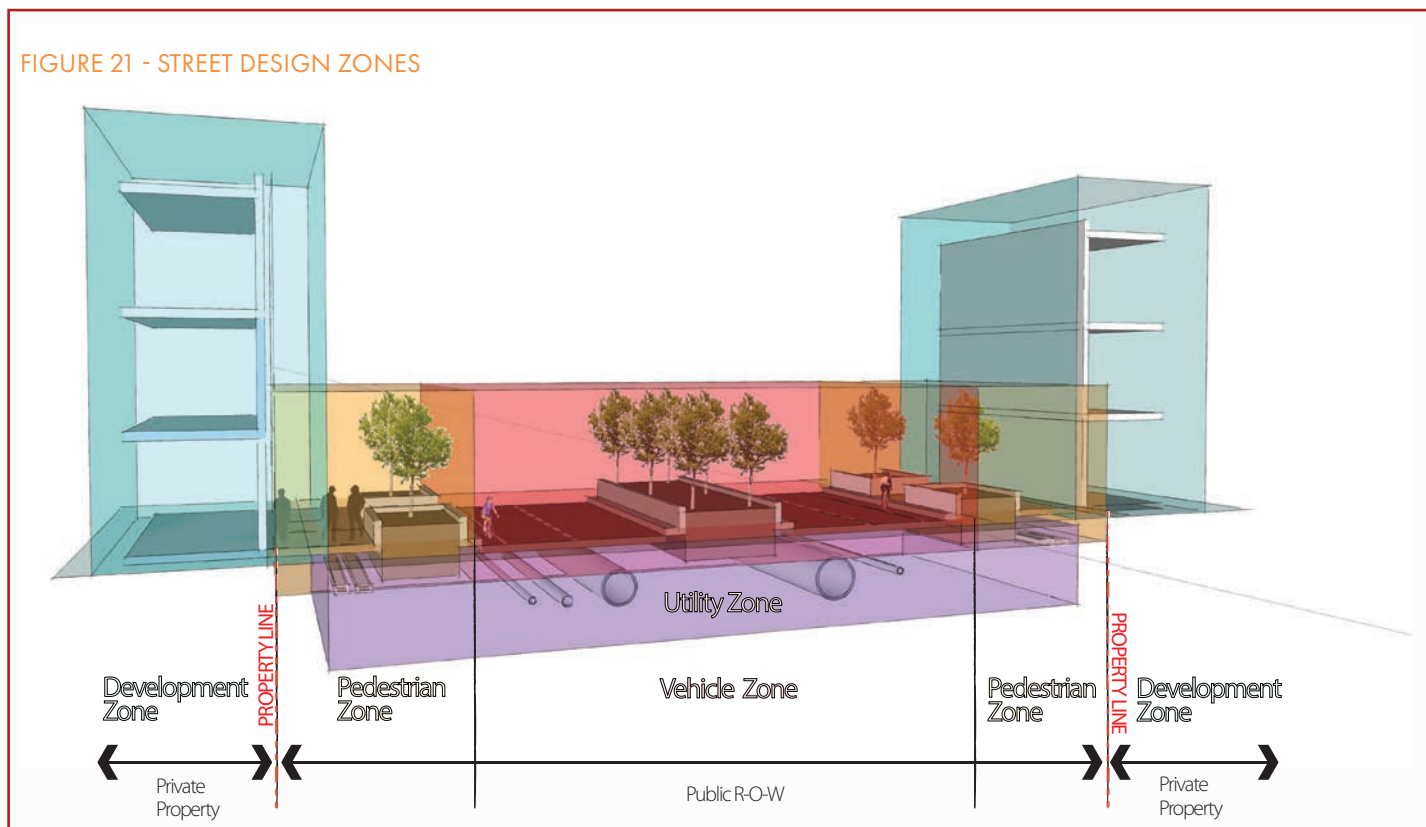 FIGURE 21 - STREET DESIGN ZONES
Utility Zone
PROPERTY LINE
PROPERTY LINE
Development
Zone
Pedestrian
Zone
Vehicle Zone
Pedestrian
Zone
Development
Zone
Private
Property
Public R-O-W
Private
Property